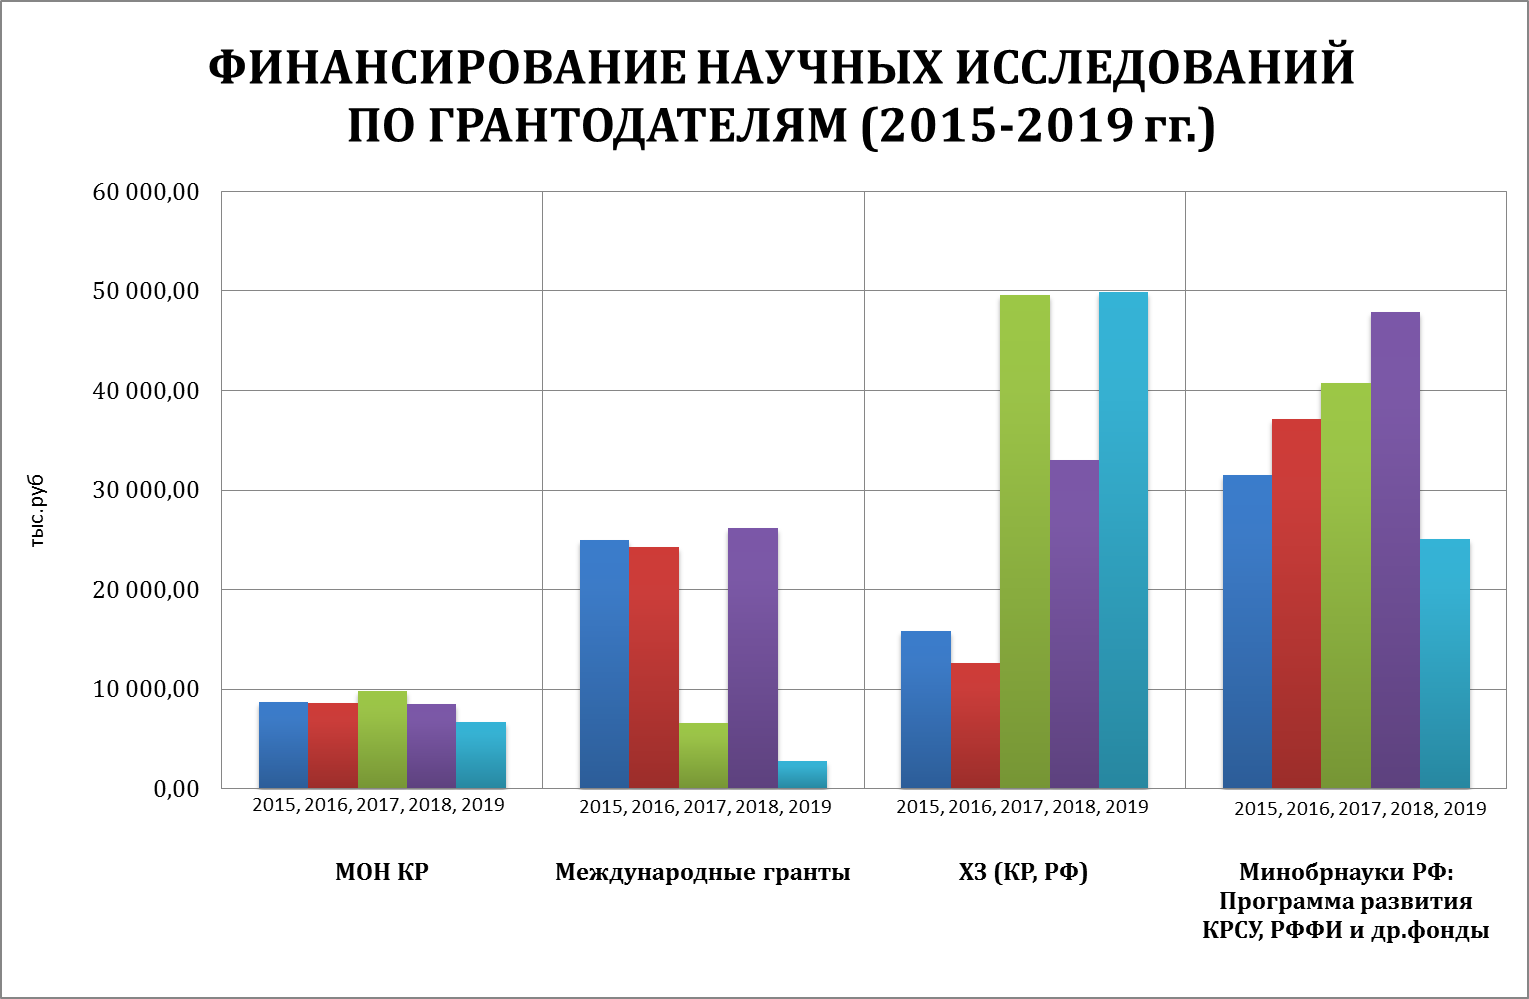 ФИНАНСИРОВАНИЕ НАУЧНЫХ ИССЛЕДОВАНИЙ
ПО ГРАНТОДАТЕЛЯМ (2015-2019 гг.)
60 000,00
50 000,00
40 000,00
30 000,00
20 000,00
10 000,00
0,00
тыс.руб
2015, 2016, 2017, 2018, 2019
2015, 2016, 2017, 2018, 2019
2015, 2016, 2017, 2018, 2019
2015, 2016, 2017, 2018, 2019
МОН КР
Международные гранты
ХЗ (КР, РФ)
Минобрнауки РФ:
Программа развития
КРСУ, РФФИ и др.фонды